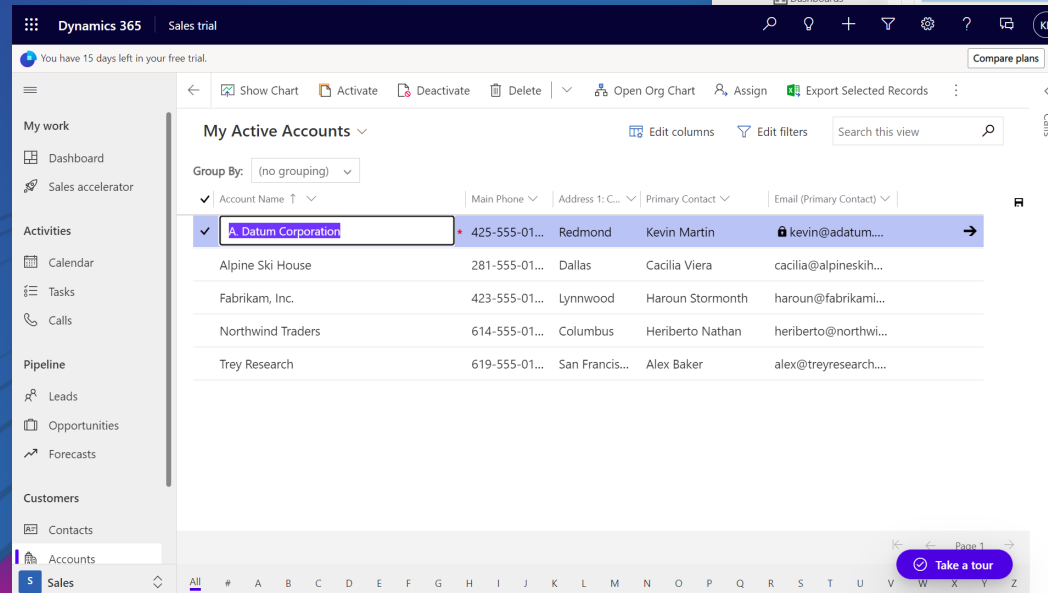 Dashboards
Dynamics 365 Sales trial
You have 15 days left in your free trial. Compare plans
Show Chart Activate Deactivate Delete Open Org Chart Assign Export Selected Records
My work
Dashboard
Sales accelerator
Activities
Calendar
Tasks
Calls
Pipeline
Leads
Opportunities
Forecasts
Customers
Contacts
Accounts
S Sales
My Active Accounts Edit columns Edit filters Search this view
Group By: (no grouping)
Account Name ↑ Main Phone Address 1: C... Primary Contact Email (Primary Contact)
A. Datum Corporation * 425-555-01... Redmond Kevin Martin kevin@adatum....
Alpine Ski House 281-555-01... Dallas Cacilia Viera cacilia@alpineskih...
Fabrikam, Inc. 423-555-01... Lynnwood Haroun Stormonth haroun@fabrikami...
Northwind Traders 614-555-01... Columbus Heriberto Nathan heriberto@northwi...
Trey Research 619-555-01... San Francis... Alex Baker alex@treyresearch....
Page 1
Take a tour
All # A B C D E F G H I J K L M N O P Q R S T U V W X Y Z